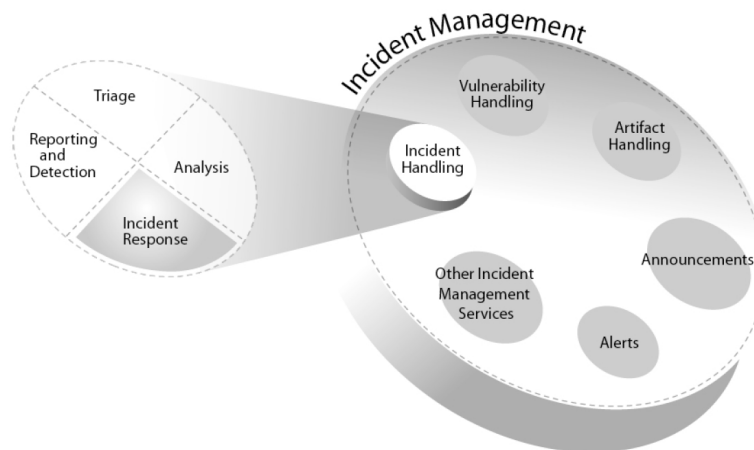 Incident Management
Triage
Reporting
and
Detection
Analysis
Incident
Response
Incident
Handling
Vulnerability
Handling
Artifact
Handling
Announcements
Other Incident
Management
Services
Alerts